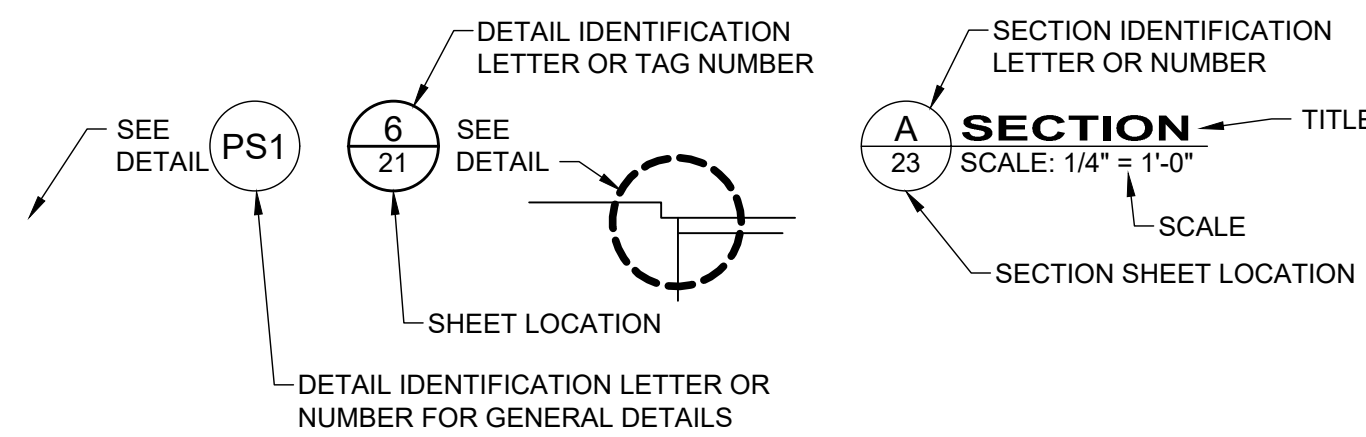 DETAIL IDENTIFICATION
LETTER OR TAG NUMBER
SEE
DETAIL
PS1
6
21
SEE
DETAIL
SHEET LOCATION
DETAIL IDENTIFICATION LETTER OR
NUMBER FOR GENERAL DETAILS
SECTION IDENTIFICATION
LETTER OR NUMBER
A
23
SECTION
TITLE
SCALE: 1/4" = 1'-0"
SCALE
SECTION SHEET LOCATION